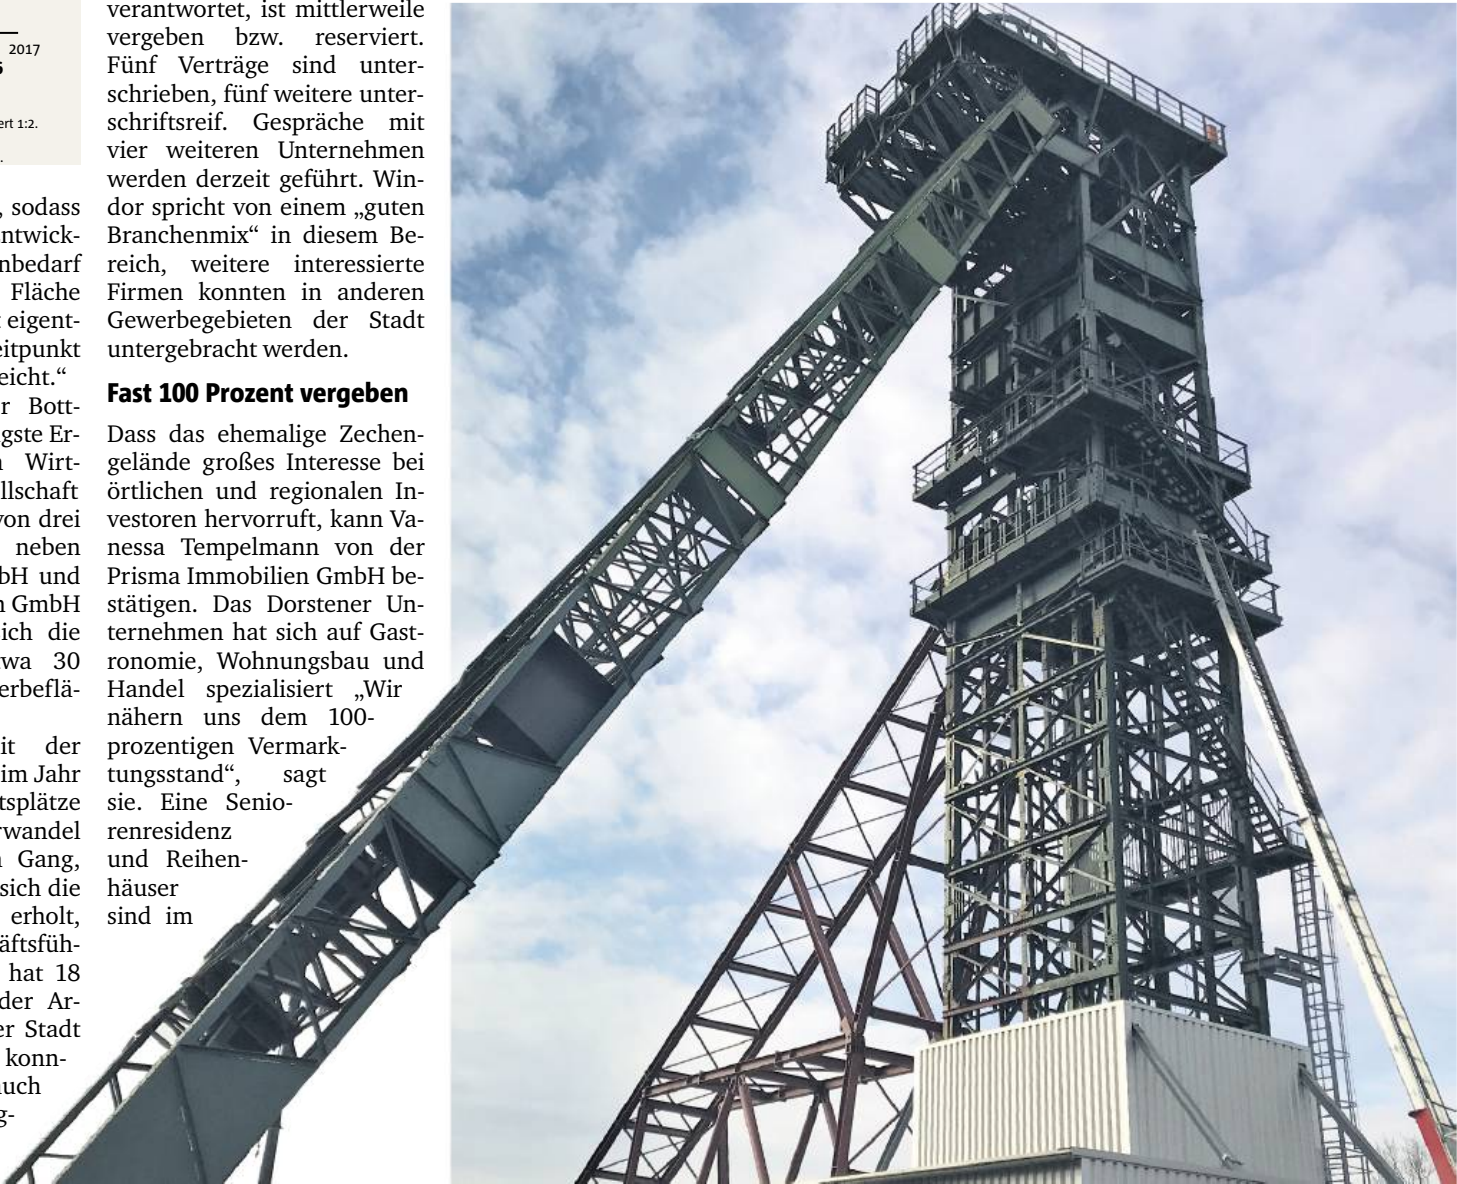 2017
ert 1:2.
, sodass
ntwick-
nbedarf
Fläche
eigent-
eitpunkt
eicht.“
r Bott-
gste Er-
Wirt-
llschaft
von drei
neben
bH und
n GmbH
ich die
wa 30
erbeflä-
it der
im Jahr
tsplätze
rwandel
Gang,
sich die
erholt,
äftsfüh-
hat 18
der Ar-
er Stadt
konn-
uch
g-
verantwortet, ist mittlerweile
vergeben bzw. reserviert.
Fünf Verträge sind unter-
schrieben, fünf weitere unter-
schriftsreif. Gespräche mit
vier weiteren Unternehmen
werden derzeit geführt. Win-
dor spricht von einem „guten
Branchenmix“ in diesem Be-
reich, weitere interessierte
Firmen konnten in anderen
Gewerbegebieten der Stadt
untergebracht werden.
Fast 100 Prozent vergeben
Dass das ehemalige Zechen-
gelände großes Interesse bei
örtlichen und regionalen In-
vestoren hervorruft, kann Va-
nessa Tempelmann von der
Prisma Immobilien GmbH be-
stätigen. Das Dorstener Un-
ternehmen hat sich auf Gast-
ronomie, Wohnungsbau und
Handel spezialisiert „Wir
nähern uns dem 100-
prozentigen Vermark-
tungsstand“, sagt
sie. Eine Senio-
renresidenz
und Reihen-
häuser
sind im